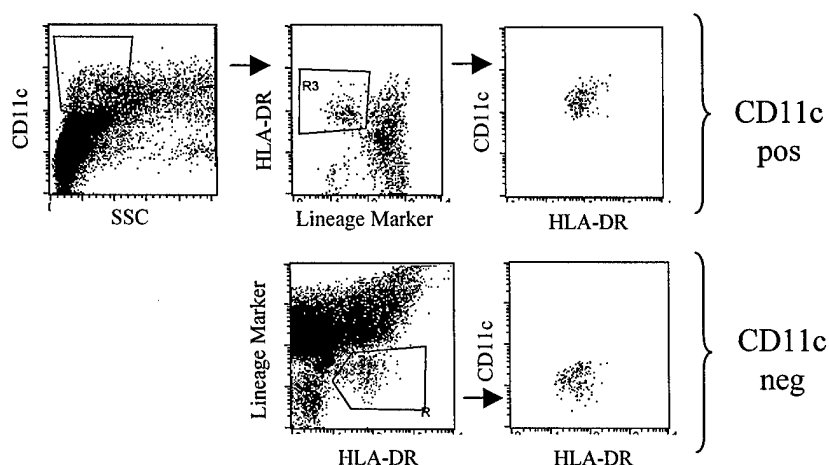 CD11c
SSC
R3
HLA-DR
Lineage Marker
CD11c
HLA-DR
CD11c
pos
Lineage Marker
R
HLA-DR
CD11c
HLA-DR
CD11c
neg